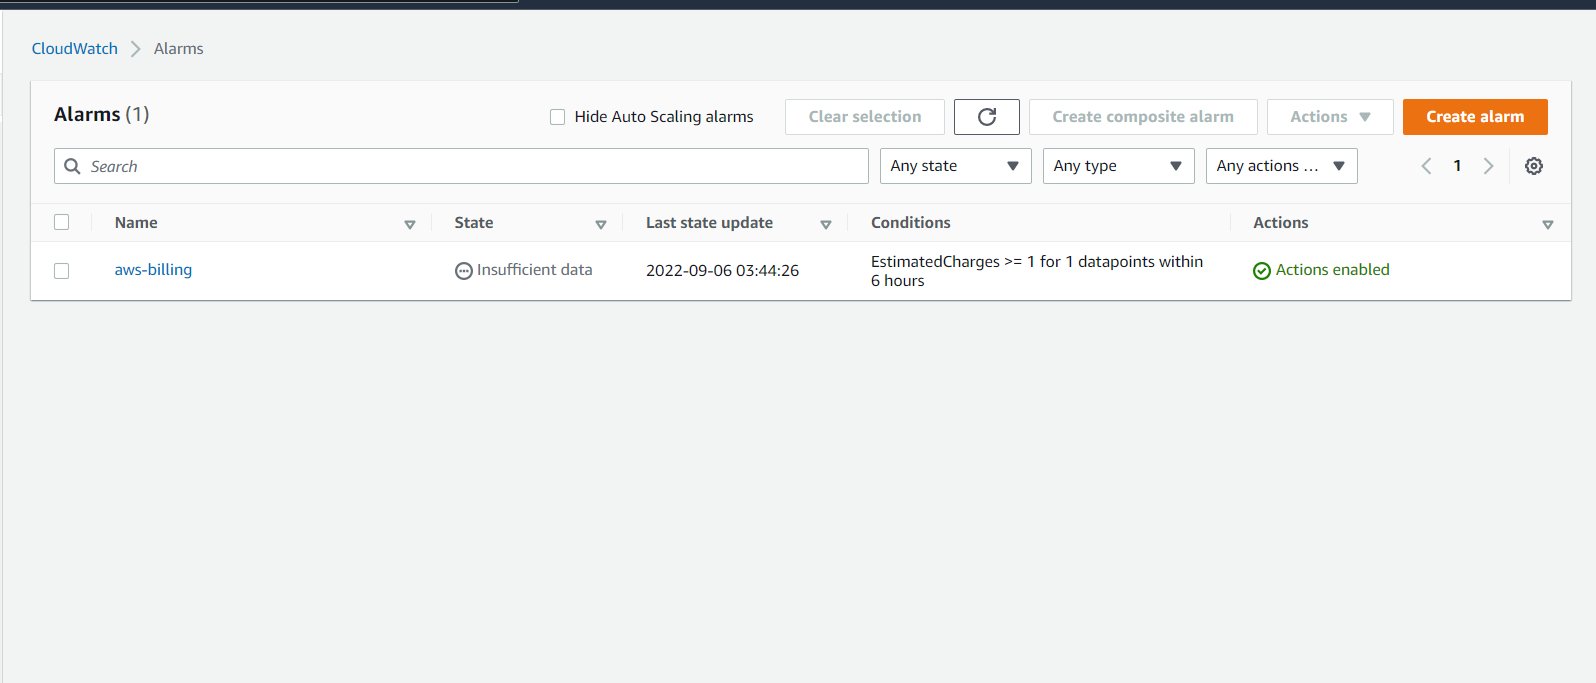 CloudWatch > Alarms
Alarms (1)
Hide Auto Scaling alarms
Clear selection
Create composite alarm
Actions
Create alarm
Search
Any state
Any type
Any actions ...
1
Name State Last state update Conditions Actions
aws-billing Insufficient data 2022-09-06 03:44:26 EstimatedCharges >= 1 for 1 datapoints within
6 hours
Actions enabled